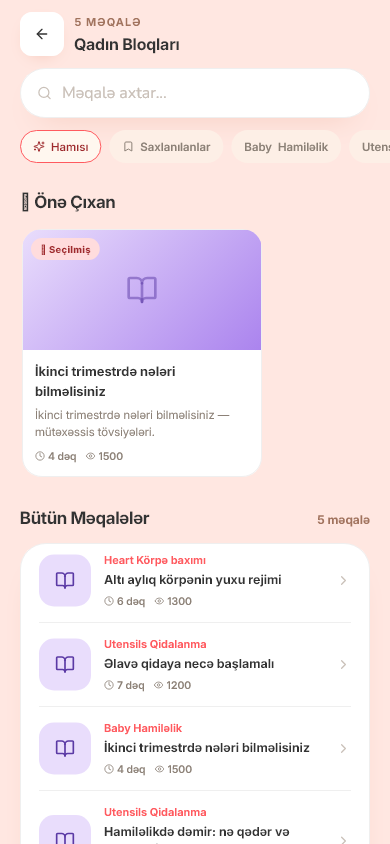 5 MƏQALƏ
Qadın Bloqları
Məqalə axtar...
Hamısı
Saxlanılanlar
Baby Hamiləlik
Utens
Önə Çıxan
Seçilmiş
İkinci trimestrdə nələri
bilməlisiniz
İkinci trimestrdə nələri bilməlisiniz —
mütəxəssis tövsiyələri.
4 dəq 1500
Bütün Məqalələr
5 məqalə
Heart Körpə baxımı
Altı aylıq körpənin yuxu rejimi
6 dəq 1300
Utensils Qidalanma
Əlavə qidaya necə başlamalı
7 dəq 1200
Baby Hamiləlik
İkinci trimestrdə nələri bilməlisiniz
4 dəq 1500
Utensils Qidalanma
Hamiləlikdə dəmir: nə qədər və